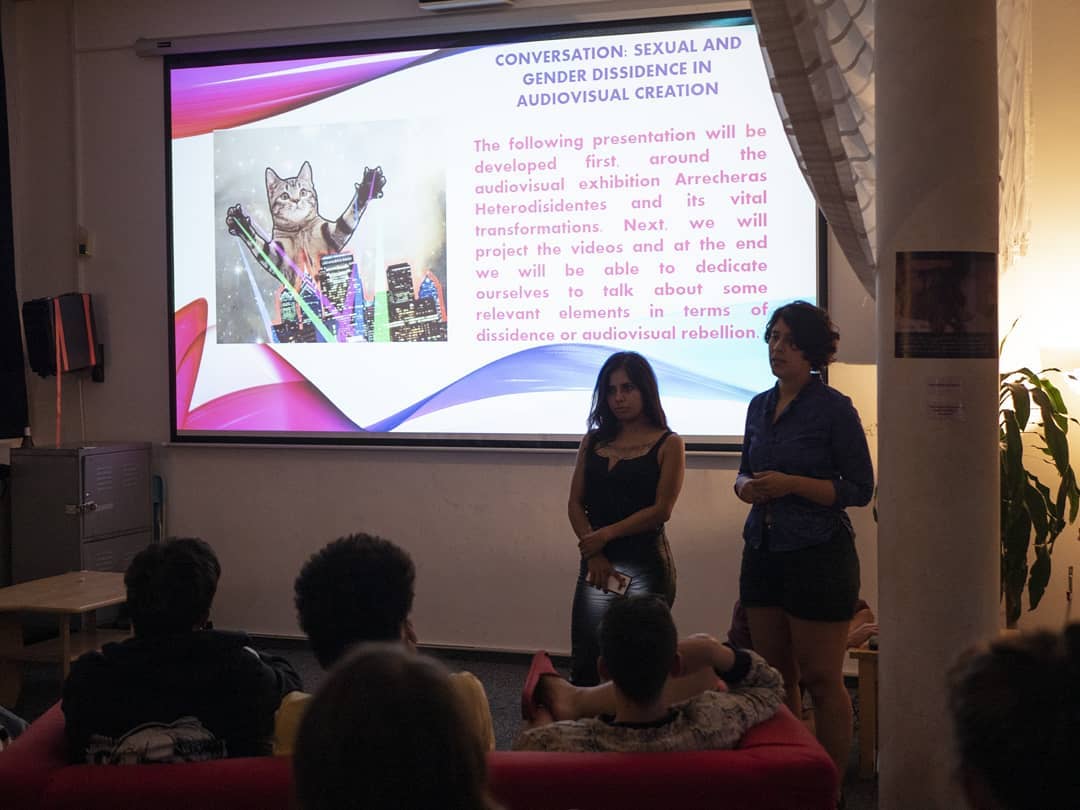 CONVERSATION: SEXUAL AND
GENDER DISSIDENCE IN
AUDIOVISUAL CREATION
The following presentation will be
developed first, around the
audiovisual exhibition Arrecheras
Heterodisidentes and its vital
transformations. Next, we will
project the videos and at the end
we will be able to dedicate
ourselves to talk about some
relevant elements in terms of
dissidence or audiovisual rebellion.